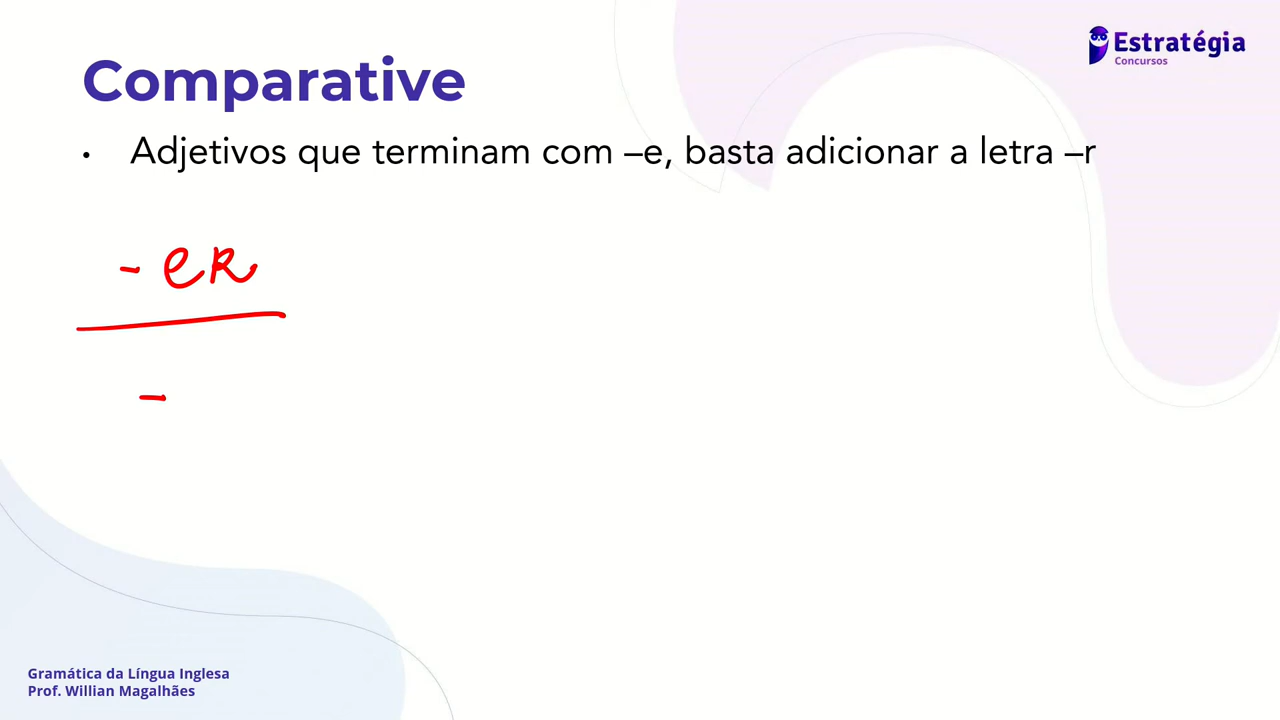 Estratégia
Concursos
Comparative
• Adjetivos que terminam com –e, basta adicionar a letra –r
- eR
-
Gramática da Língua Inglesa
Prof. Willian Magalhães